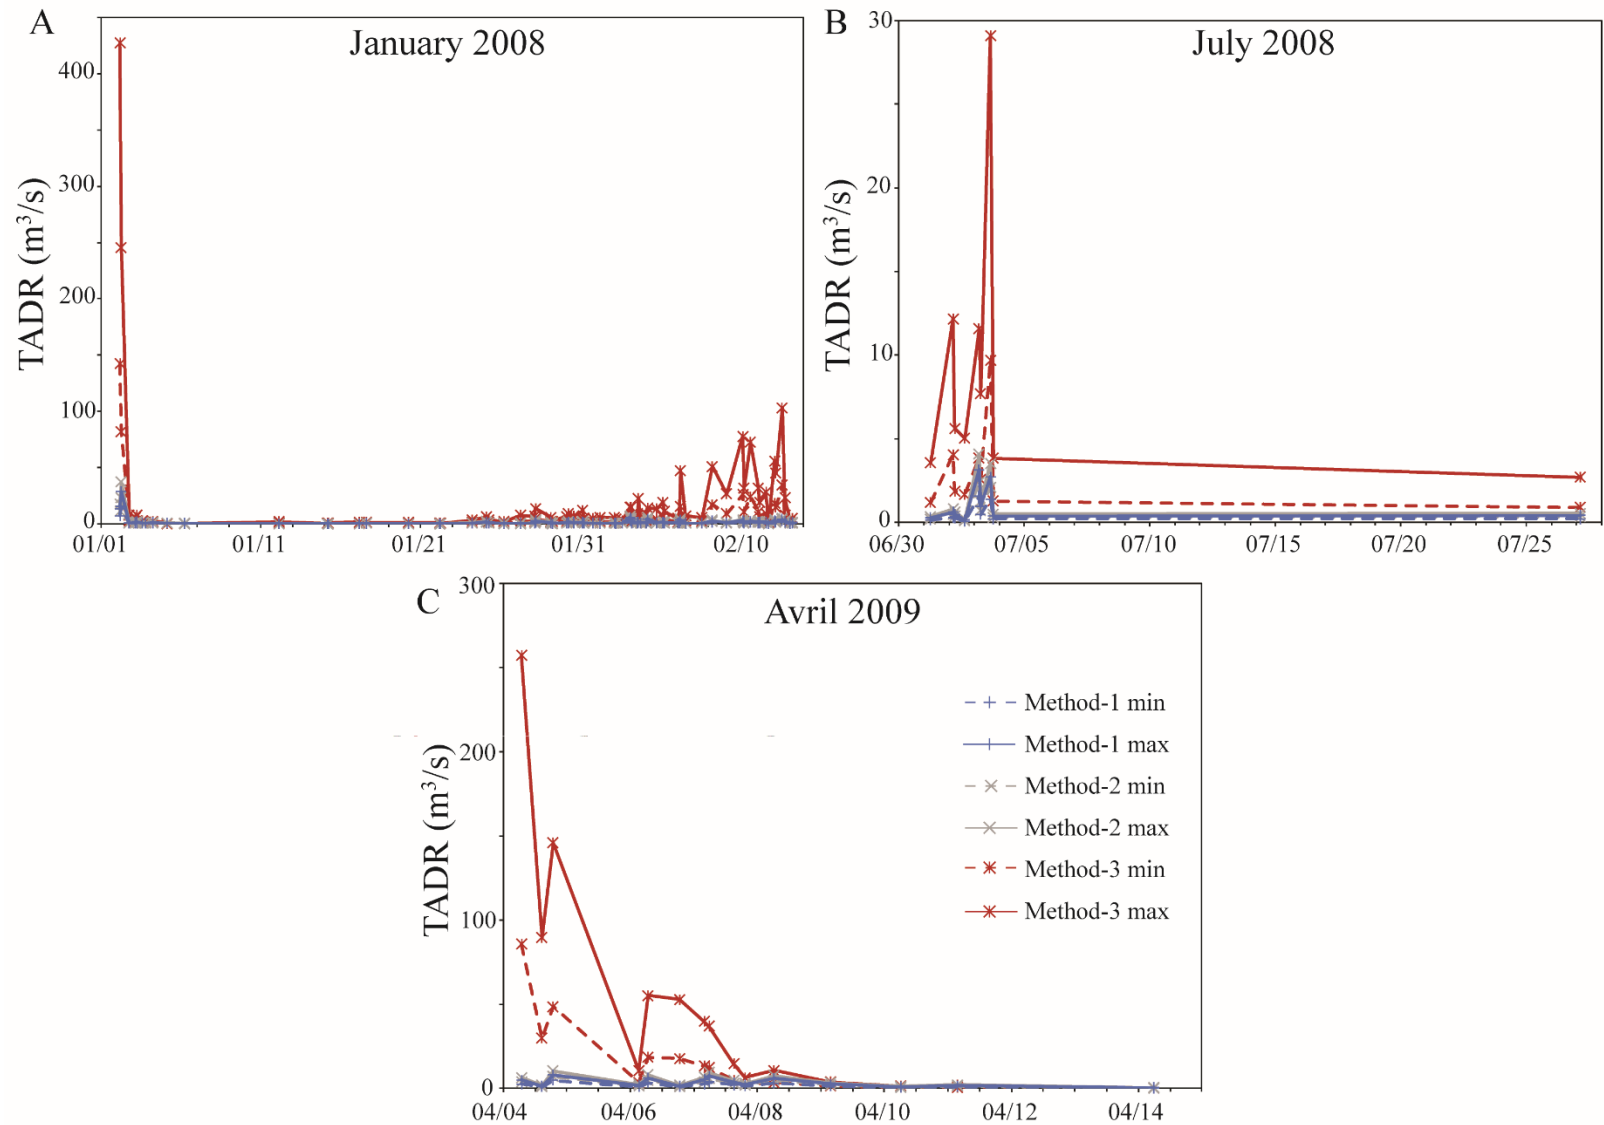 A
January 2008
TADR (m³/s)
400
300
200
100
0
01/01
01/11
01/21
01/31
02/10
B
July 2008
TADR (m³/s)
30
20
10
0
06/30
07/05
07/10
07/15
07/20
07/25
C
Avril 2009
TADR (m³/s)
300
200
100
0
04/04
04/06
04/08
04/10
04/12
04/14
Method-1 min
Method-1 max
Method-2 min
Method-2 max
Method-3 min
Method-3 max